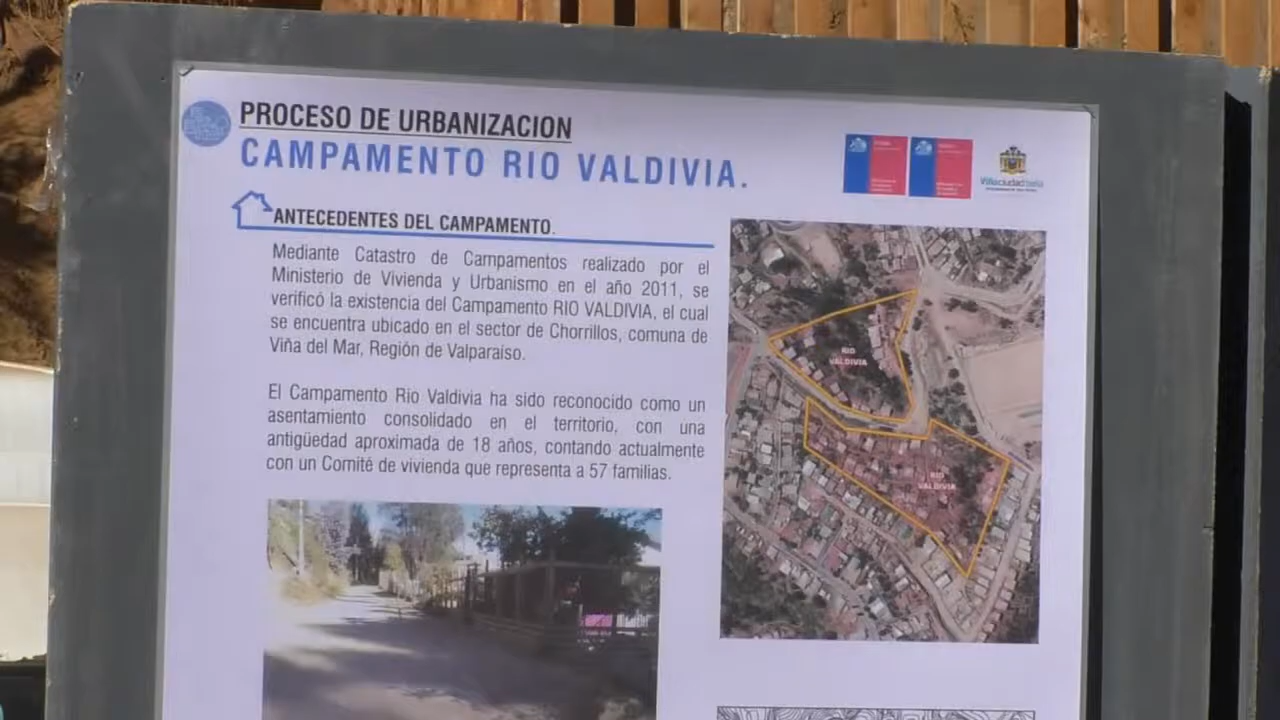 PROCESO DE URBANIZACION
CAMPAMENTO RIO VALDIVIA.
ANTECEDENTES DEL CAMPAMENTO.
Mediante Catastro de Campamentos realizado por el
Ministerio de Vivienda y Urbanismo en el año 2011, se
verificó la existencia del Campamento RIO VALDIVIA, el cual
se encuentra ubicado en el sector de Chorrillos, comuna de
Viña del Mar, Región de Valparaíso.
El Campamento Rio Valdivia ha sido reconocido como un
asentamiento consolidado en el territorio, con una
antigüedad aproximada de 18 años, contando actualmente
con un Comité de vivienda que representa a 57 familias.
RIO
VALDIVIA
RIO
VALDIVIA